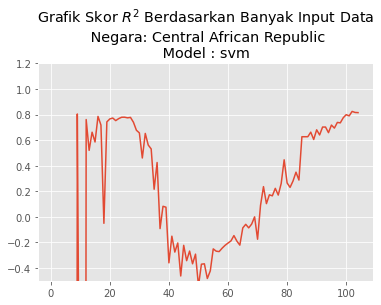 Grafik Skor R² Berdasarkan Banyak Input Data
Negara: Central African Republic
Model : svm
1.2
1.0
0.8
0.6
0.4
0.2
0.0
−0.2
−0.4
0 20 40 60 80 100